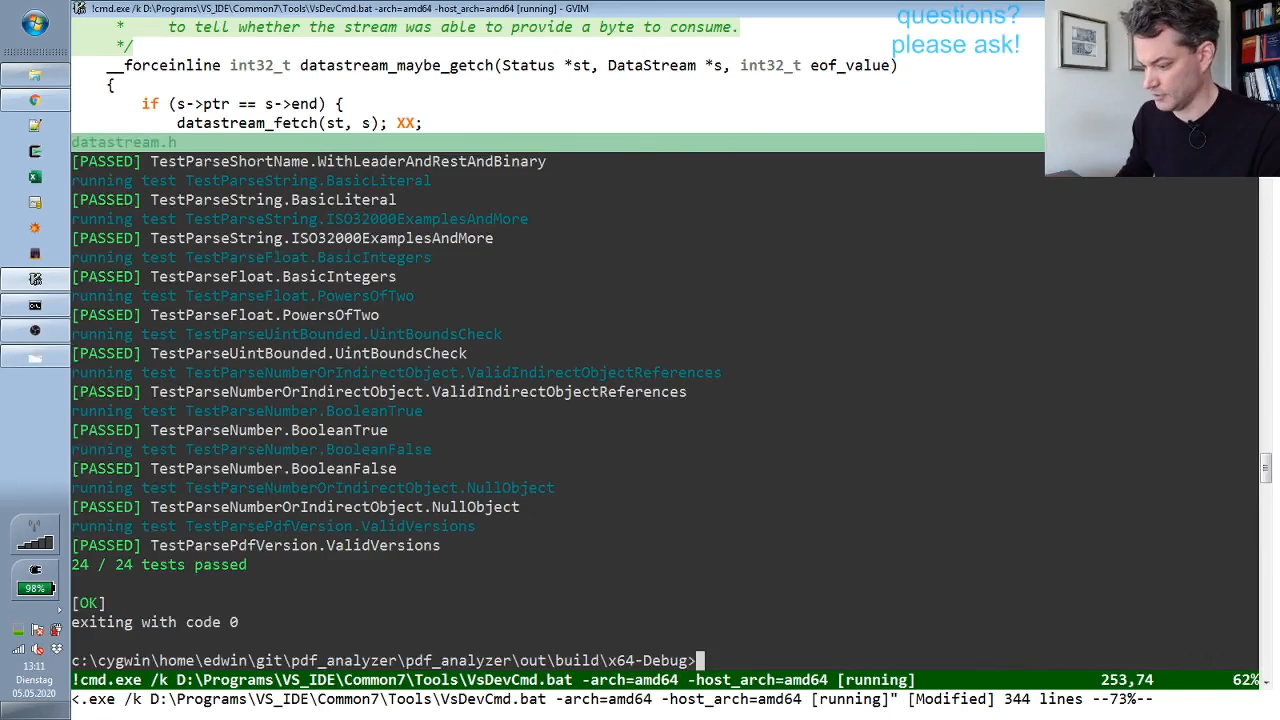 !cmd.exe /k D:\Programs\VS_IDE\Common7\Tools\VsDevCmd.bat -arch=amd64 -host_arch=amd64 [running] - GVIM
questions?
please ask!
* to tell whether the stream was able to provide a byte to consume.
*/
__forceinline int32_t datastream_maybe_getch(Status *st, DataStream *s, int32_t eof_value)
{
if (s->ptr == s->end) {
datastream_fetch(st, s); XX;
datastream.h
[PASSED] TestParseShortName.WithLeaderAndRestAndBinary
running test TestParseString.BasicLiteral
[PASSED] TestParseString.BasicLiteral
running test TestParseString.ISO32000ExamplesAndMore
[PASSED] TestParseString.ISO32000ExamplesAndMore
running test TestParseFloat.BasicIntegers
[PASSED] TestParseFloat.BasicIntegers
running test TestParseFloat.PowersOfTwo
[PASSED] TestParseFloat.PowersOfTwo
running test TestParseUintBounded.UintBoundsCheck
[PASSED] TestParseUintBounded.UintBoundsCheck
running test TestParseNumberOrIndirectObject.ValidIndirectObjectReferences
[PASSED] TestParseNumberOrIndirectObject.ValidIndirectObjectReferences
running test TestParseNumber.BooleanTrue
[PASSED] TestParseNumber.BooleanTrue
running test TestParseNumber.BooleanFalse
[PASSED] TestParseNumber.BooleanFalse
running test TestParseNumberOrIndirectObject.NullObject
[PASSED] TestParseNumberOrIndirectObject.NullObject
running test TestParsePdfVersion.ValidVersions
[PASSED] TestParsePdfVersion.ValidVersions
24 / 24 tests passed
[OK]
exiting with code 0
c:\cygwin\home\edwin\git\pdf_analyzer\pdf_analyzer\out\build\x64-Debug>
!cmd.exe /k D:\Programs\VS_IDE\Common7\Tools\VsDevCmd.bat -arch=amd64 -host_arch=amd64 [running] 253,74 62%
<.exe /k D:\Programs\VS_IDE\Common7\Tools\VsDevCmd.bat -arch=amd64 -host_arch=amd64 [running]" [Modified] 344 lines --73%--
98%
13:11
Dienstag
05.05.2020